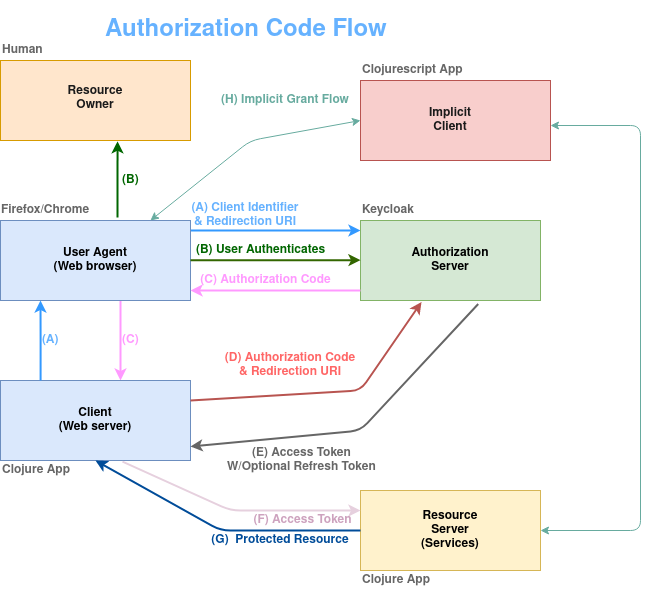 Authorization Code Flow
Human
Resource
Owner
Clojurescript App
(H) Implicit Grant Flow
Implicit
Client
(B)
Firefox/Chrome
(A) Client Identifier
& Redirection URI
Keycloak
User Agent
(Web browser)
(B) User Authenticates
(C) Authorization Code
Authorization
Server
(A)
(C)
(D) Authorization Code
& Redirection URI
Client
(Web server)
Clojure App
(E) Access Token
W/Optional Refresh Token
(F) Access Token
(G)  Protected Resource
Resource
Server
(Services)
Clojure App